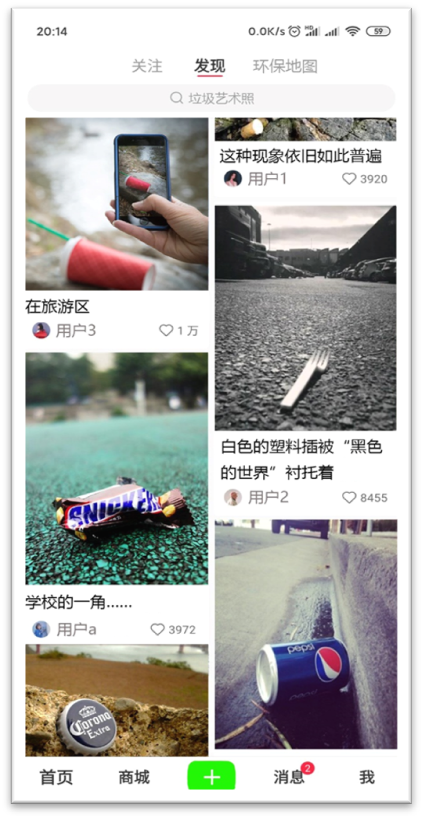 20:14
0.0K/s HD 59
关注 发现 环保地图
垃圾艺术照
在旅游区
用户3 1 万
SNICKERS
学校的一角......
用户a 3972
Corona
Extra
这种现象依旧如此普遍
用户1 3920
白色的塑料插被“黑色
的世界”衬托着
用户2 8455
pepsi
首页 商城 + 消息 2 我